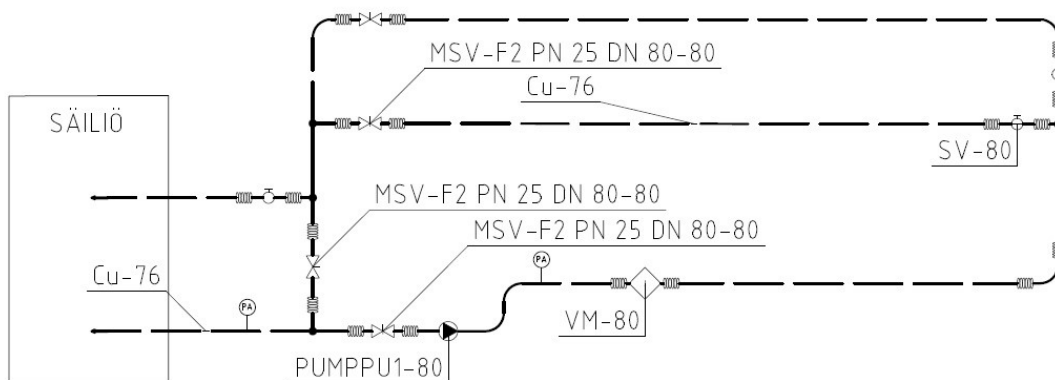 MSV-F2 PN 25 DN 80-80
Cu-76
SÄILIÖ
SV-80
MSV-F2 PN 25 DN 80-80
MSV-F2 PN 25 DN 80-80
Cu-76
PA
PA
VM-80
PUMPPU1-80